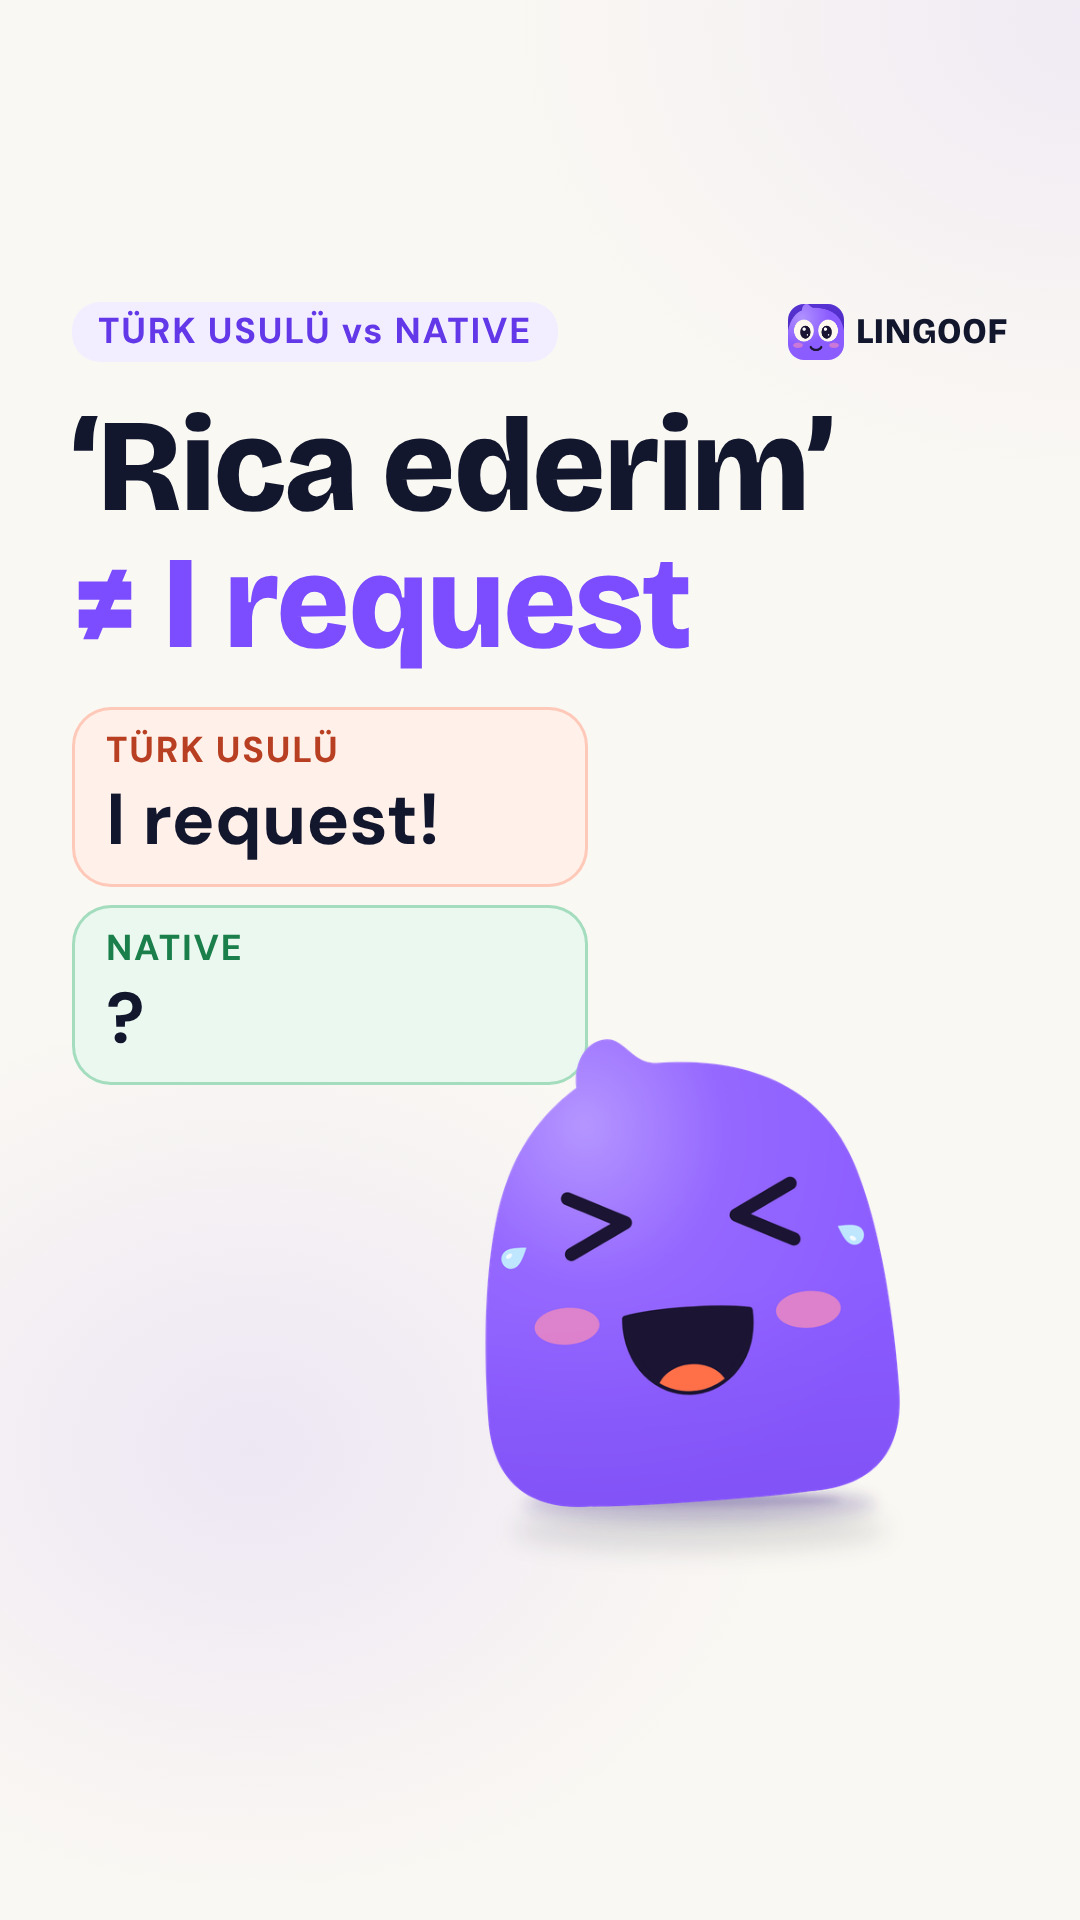 TÜRK USULÜ vs NATIVE
LINGOOF
‘Rica ederim’
≠ I request
TÜRK USULÜ
I request!
NATIVE
?